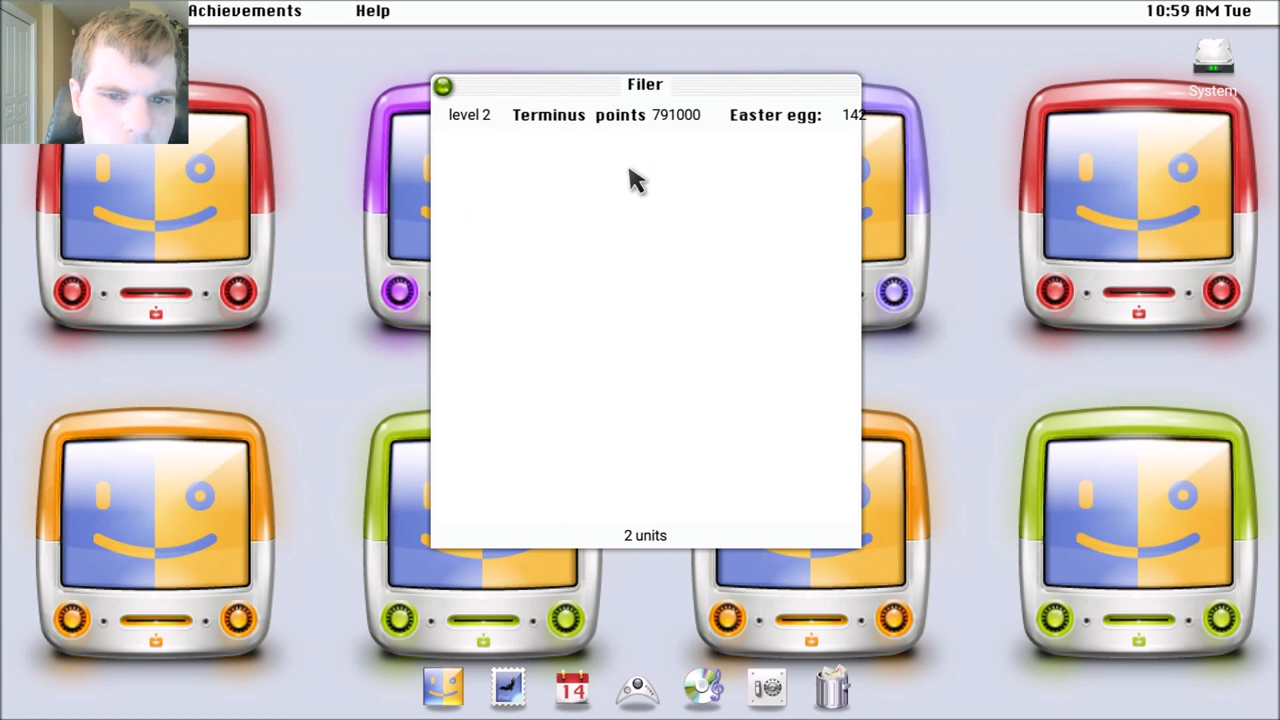 Achievements Help 10:59 AM Tue
Filer
System
level 2 Terminus points 791000 Easter egg: 142
2 units
14